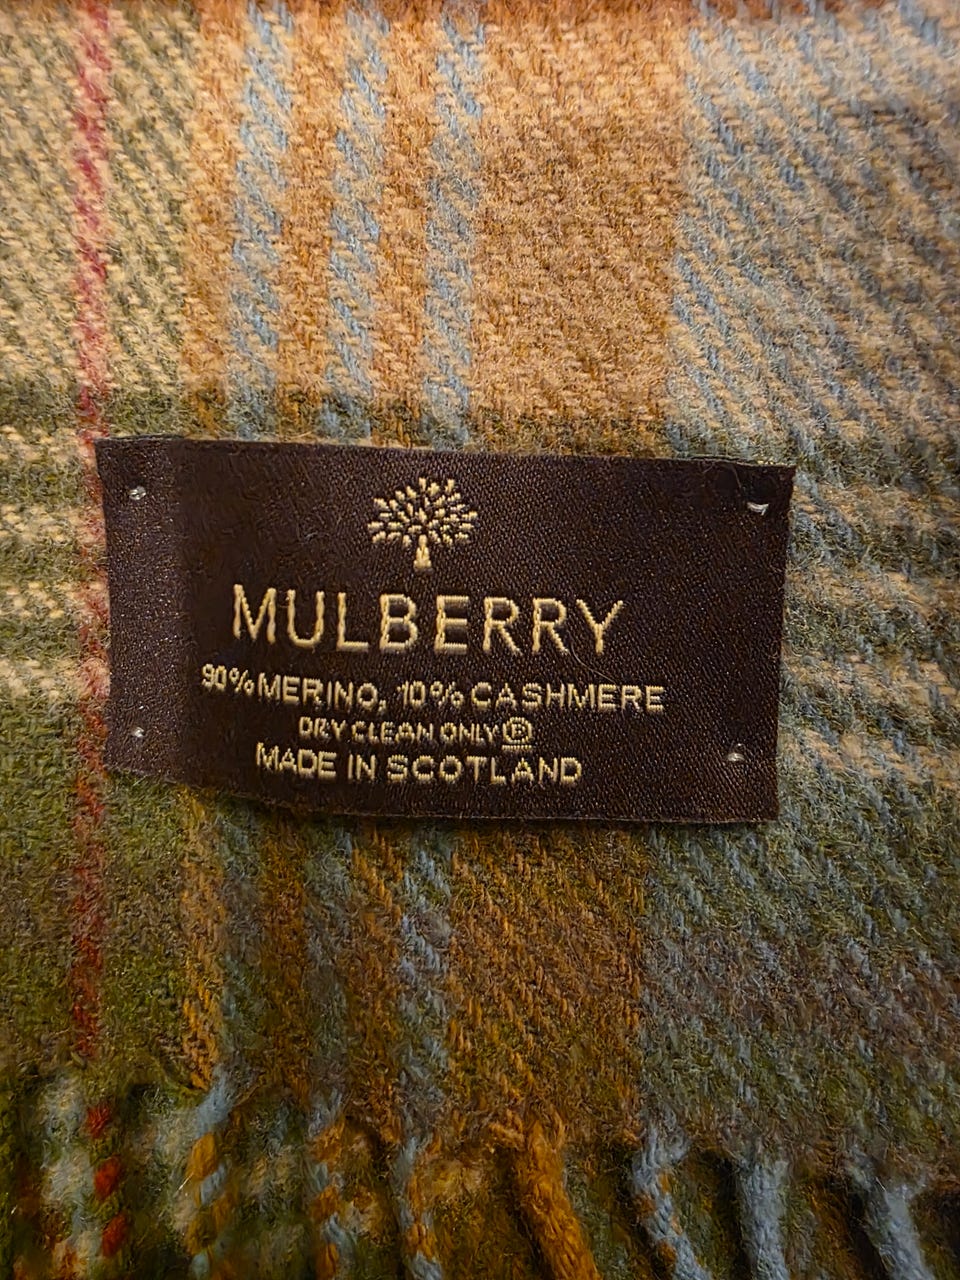 MULBERRY
90% MERINO, 10% CASHMERE
DRY CLEAN ONLY Ⓟ
MADE IN SCOTLAND